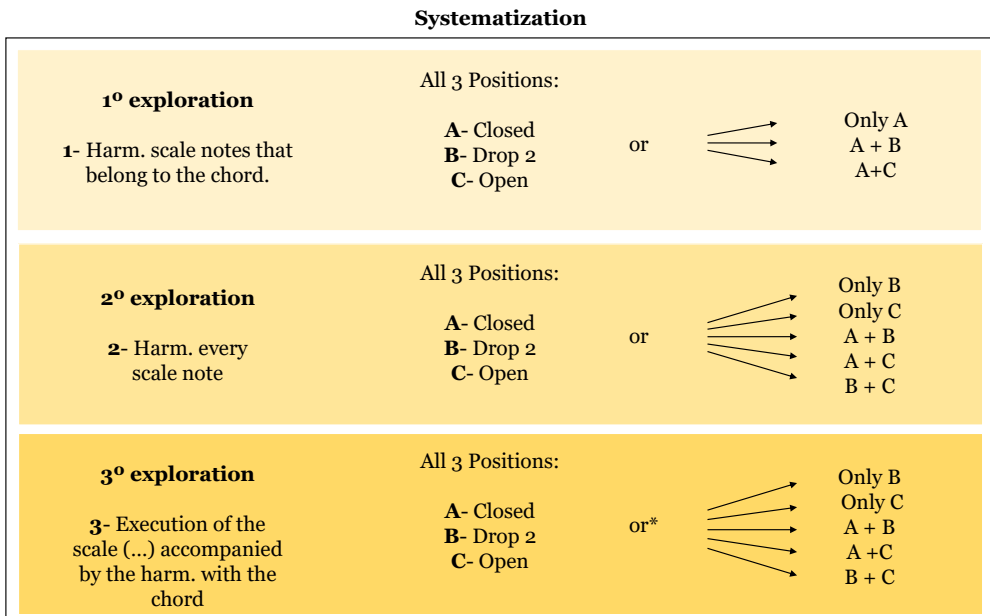 Systematization
1º exploration
1- Harm. scale notes that
belong to the chord.
All 3 Positions:
A- Closed
B- Drop 2
C- Open
or
Only A
A + B
A+C
2º exploration
2- Harm. every
scale note
All 3 Positions:
A- Closed
B- Drop 2
C- Open
or
Only B
Only C
A + B
A + C
B + C
3º exploration
3- Execution of the
scale (...) accompanied
by the harm. with the
chord
All 3 Positions:
A- Closed
B- Drop 2
C- Open
or*
Only B
Only C
A + B
A +C
B + C